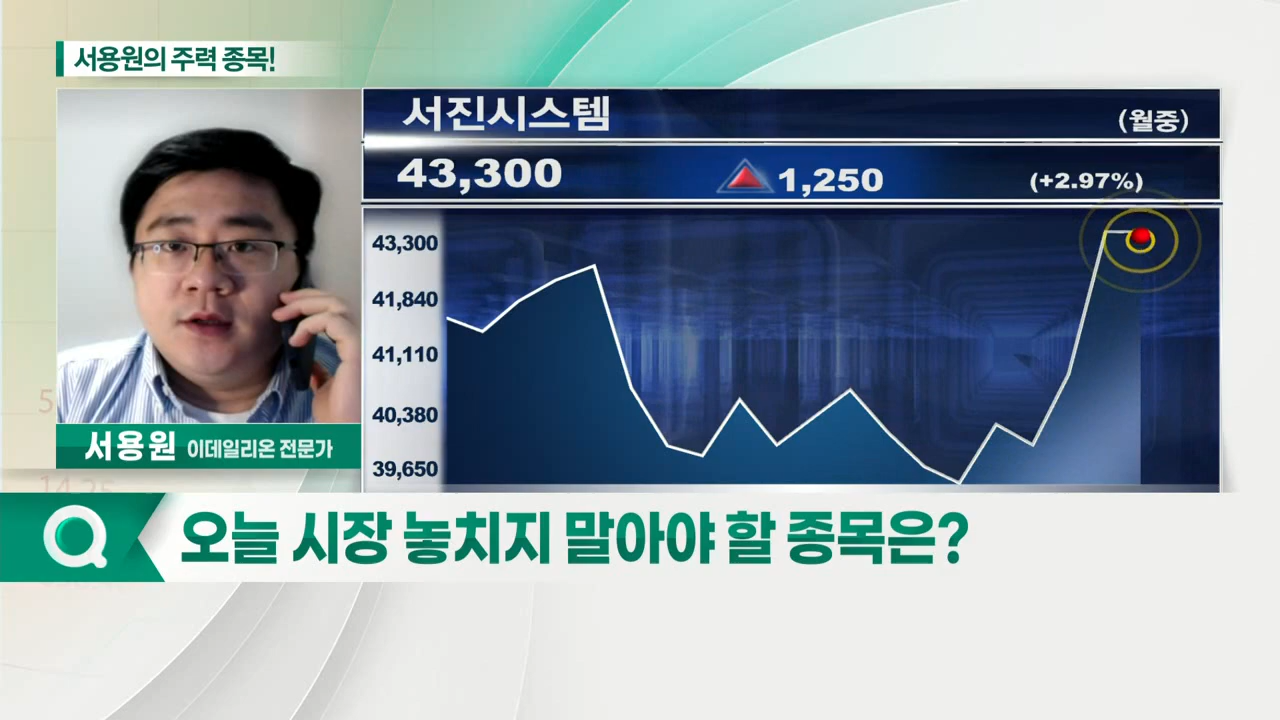 서용원의 주력 종목!
서진시스템
(월중)
43,300
1,250
(+2.97%)
43,300
41,840
41,110
40,380
39,650
서용원 이데일리온 전문가
오늘 시장 놓치지 말아야 할 종목은?